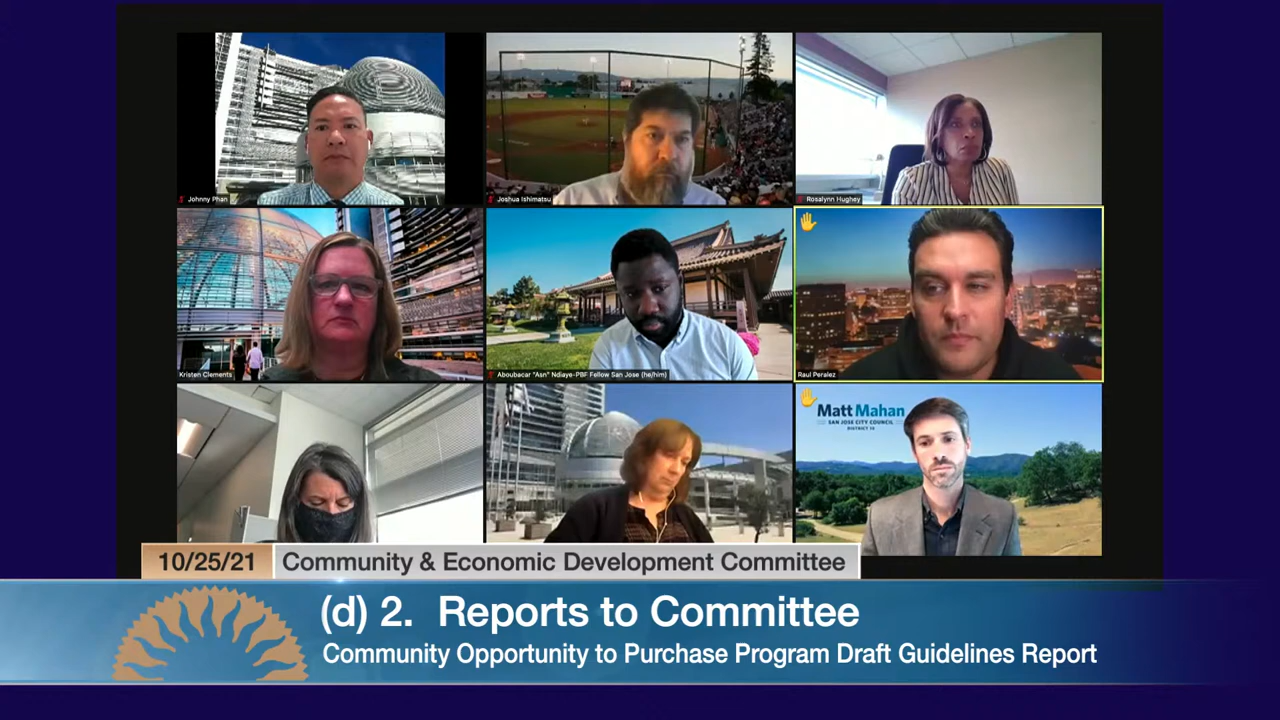 Johnny Phan
Joshua Ishimatsu
Rosalynn Hughey
Kristen Clements
Aboubacar "Asn" Ndiaye-PBF Fellow San Jose (he/him)
Raul Peralez
Matt Mahan
SAN JOSE CITY COUNCIL
DISTRICT 10
10/25/21
Community & Economic Development Committee
(d) 2. Reports to Committee
Community Opportunity to Purchase Program Draft Guidelines Report